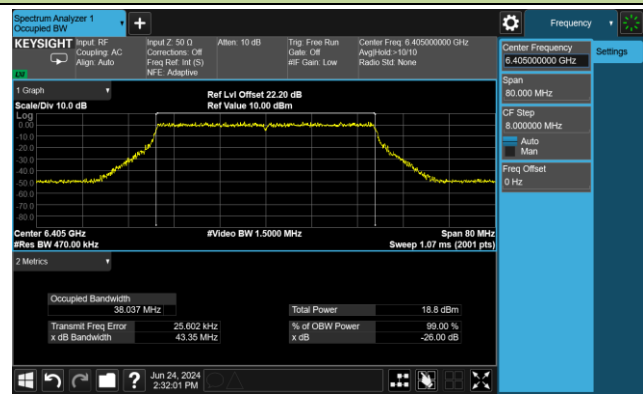 Spectrum Analyzer 1
Occupied BW
+
Frequency
KEYSIGHT
Input: RF
Coupling: AC
Align: Auto
Input Z: 50 Ω
Corrections: Off
Freq Ref: Int (S)
NFE: Adaptive
Atten: 10 dB
Trig: Free Run
Gate: Off
#IF Gain: Low
Center Freq: 6.405000000 GHz
Avg|Hold:>10/10
Radio Std: None
Center Frequency
6.405000000 GHz
Settings
Span
80.000 MHz
CF Step
8.000000 MHz
Auto
Man
Freq Offset
0 Hz
1 Graph
Scale/Div 10.0 dB
Ref Lvl Offset 22.20 dB
Ref Value 10.00 dBm
Log
0.00
-10.0
-20.0
-30.0
-40.0
-50.0
-60.0
-70.0
-80.0
Center 6.405 GHz
#Video BW 1.5000 MHz
Span 80 MHz
#Res BW 470.00 kHz
Sweep 1.07 ms (2001 pts)
2 Metrics
Occupied Bandwidth
38.037 MHz
Total Power 18.8 dBm
Transmit Freq Error 25.602 kHz
% of OBW Power 99.00 %
x dB Bandwidth 43.35 MHz
x dB -26.00 dB
?
Jun 24, 2024
2:32:01 PM